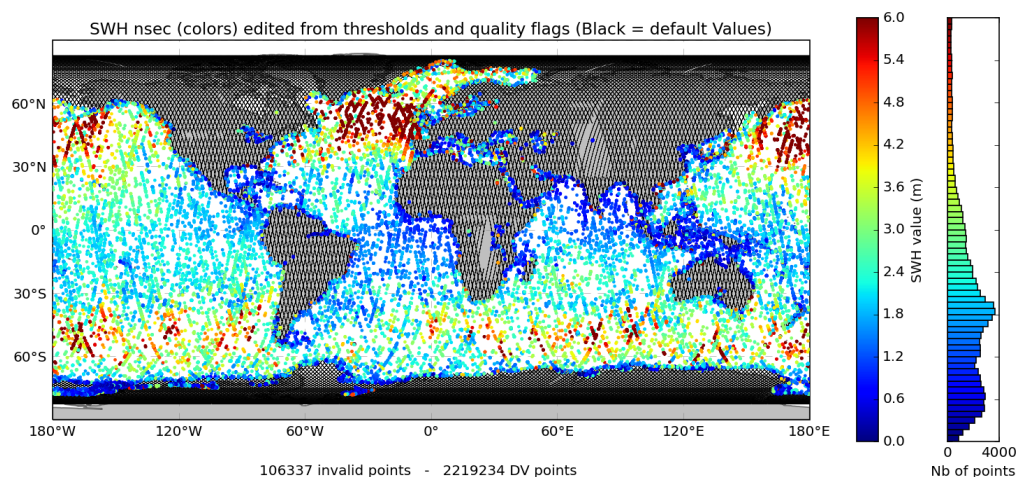 SWH nsec (colors) edited from thresholds and quality flags (Black = default Values)
60°N
30°N
0°
30°S
60°S
180°W 120°W 60°W 0° 60°E 120°E 180°E
106337 invalid points - 2219234 DV points
6.0
5.4
4.8
4.2
3.6
3.0
2.4
1.8
1.2
0.6
0.0
SWH value (m)
0 4000
Nb of points